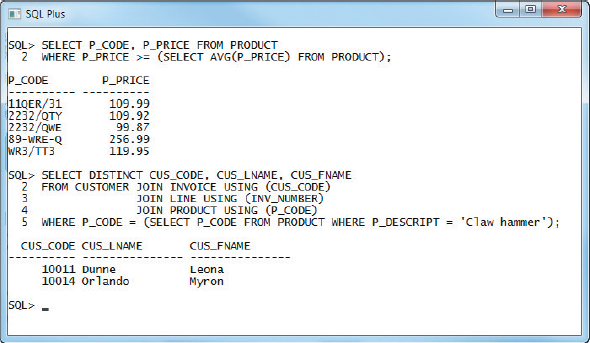 SQL Plus
SQL> SELECT P_CODE, P_PRICE FROM PRODUCT
2 WHERE P_PRICE >= (SELECT AVG(P_PRICE) FROM PRODUCT);
P_CODE P_PRICE
---------- ----------
11QER/31 109.99
2232/QTY 109.92
2232/QWE 99.87
89-WRE-Q 256.99
WR3/TT3 119.95
SQL> SELECT DISTINCT CUS_CODE, CUS_LNAME, CUS_FNAME
2 FROM CUSTOMER JOIN INVOICE USING (CUS_CODE)
3 JOIN LINE USING (INV_NUMBER)
4 JOIN PRODUCT USING (P_CODE)
5 WHERE P_CODE = (SELECT P_CODE FROM PRODUCT WHERE P_DESCRIPT = 'Claw hammer');
CUS_CODE CUS_LNAME CUS_FNAME
---------- --------------- ---------------
10011 Dunne Leona
10014 Orlando Myron
SQL> _